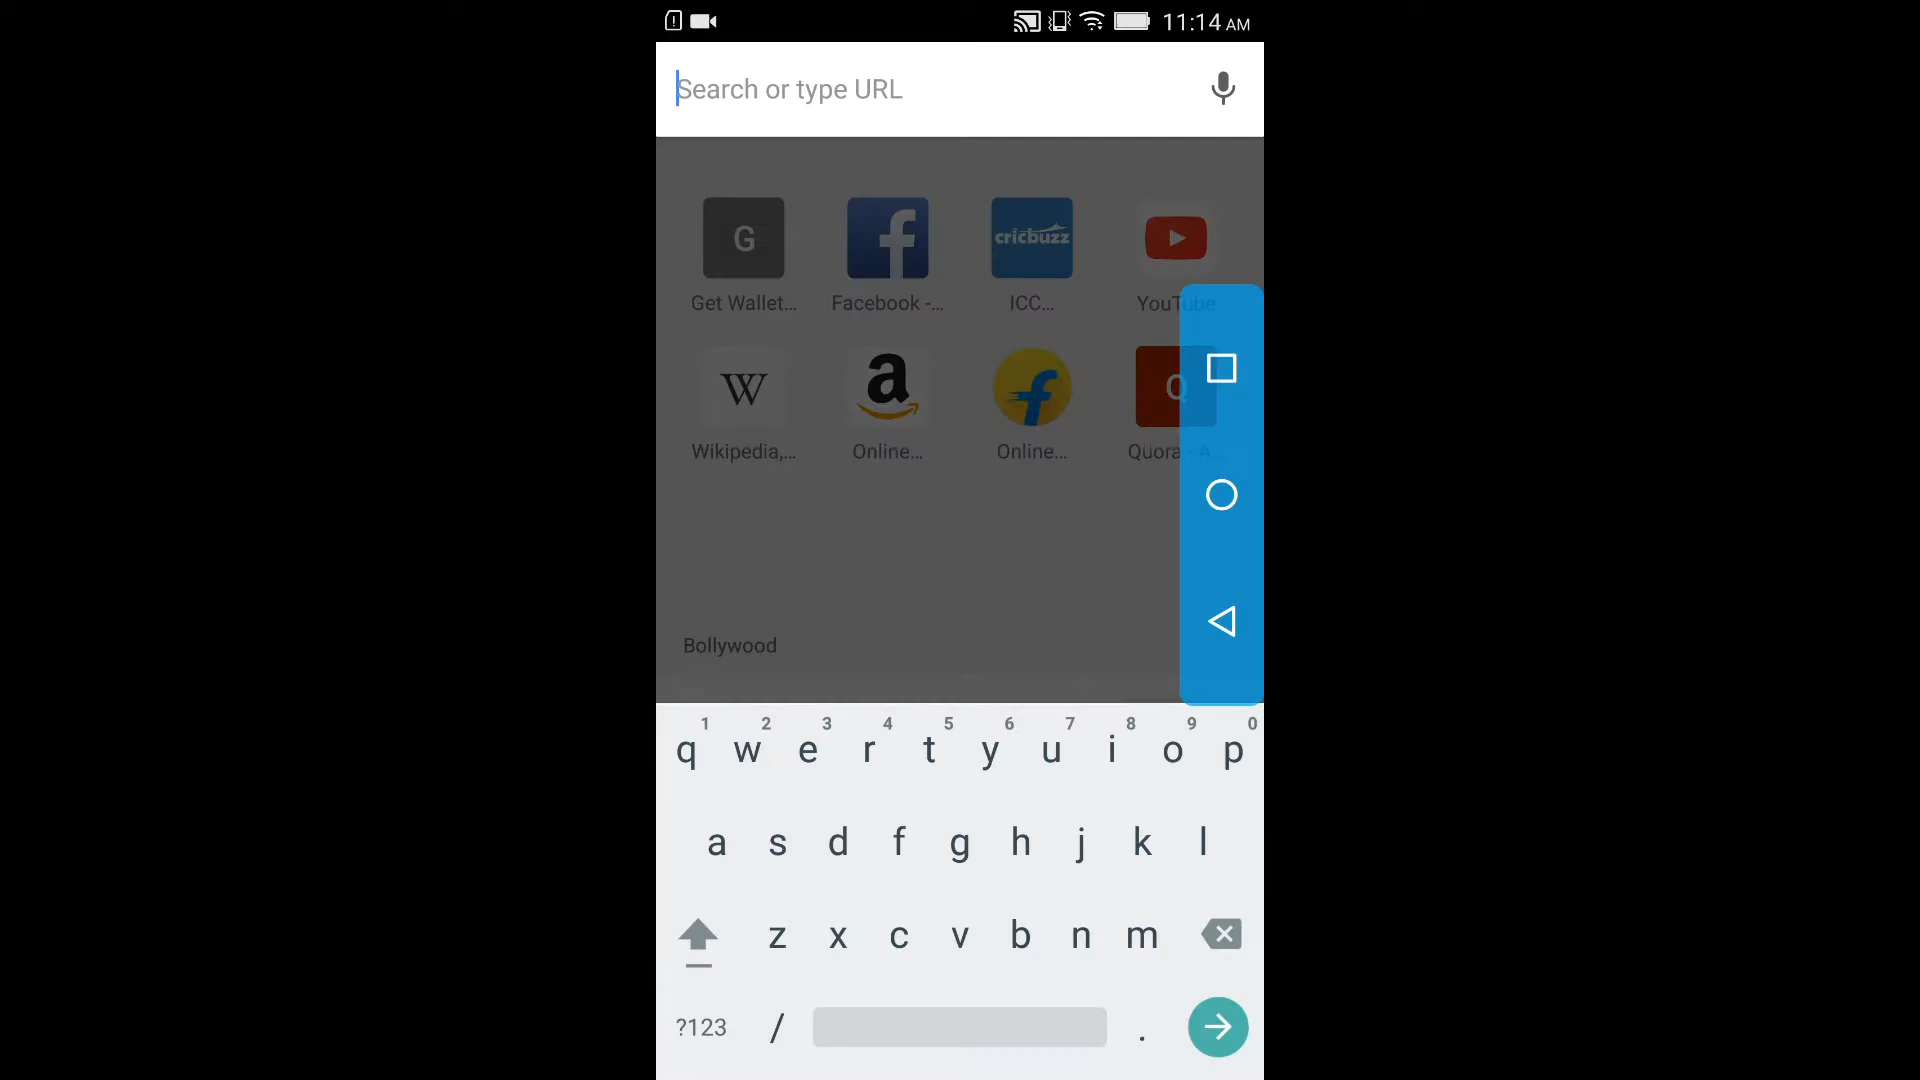 11:14 AM
Search or type URL
G
cricbuzz
Get Wallet...
Facebook -...
ICC...
YouTube
W
a
f
Q
Wikipedia,...
Online...
Online...
Quora - A...
Bollywood
1 2 3 4 5 6 7 8 9 0
q w e r t y u i o p
a s d f g h j k l
z x c v b n m
?123 / .